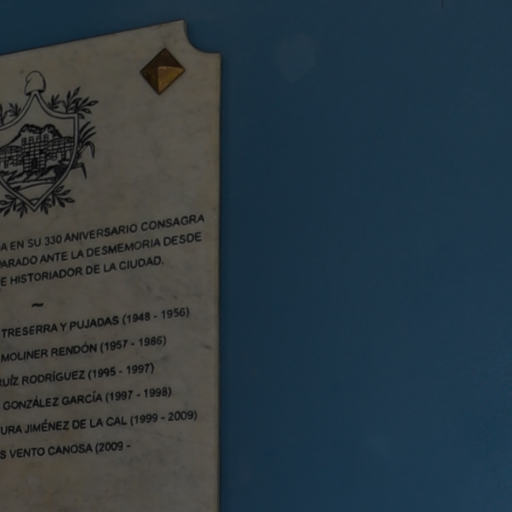 A EN SU 330 ANIVERSARIO CONSAGRA
PARADO ANTE LA DESMEMORIA DESDE
E HISTORIADOR DE LA CIUDAD.
~
TRESERRA Y PUJADAS (1948 - 1956)
MOLINER RENDÓN (1957 - 1986)
RUÍZ RODRÍGUEZ (1995 - 1997)
GONZÁLEZ GARCÍA (1997 - 1998)
URA JIMÉNEZ DE LA CAL (1999 - 2009)
S VENTO CANOSA (2009 -